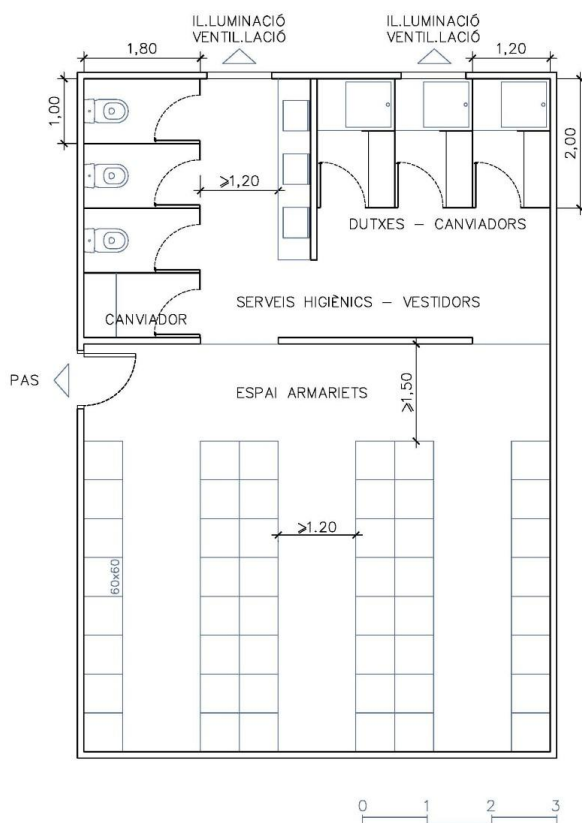 IL.LUMINACIÓ
VENTIL.LACIÓ
IL.LUMINACIÓ
VENTIL.LACIÓ
1,80
1,20
1,00
2,00
≥1,20
DUTXES – CANVIADORS
SERVEIS HIGIÈNICS – VESTIDORS
CANVIADOR
PAS
ESPAI ARMARIETS
≥1,50
≥1.20
60x60
0 1 2 3